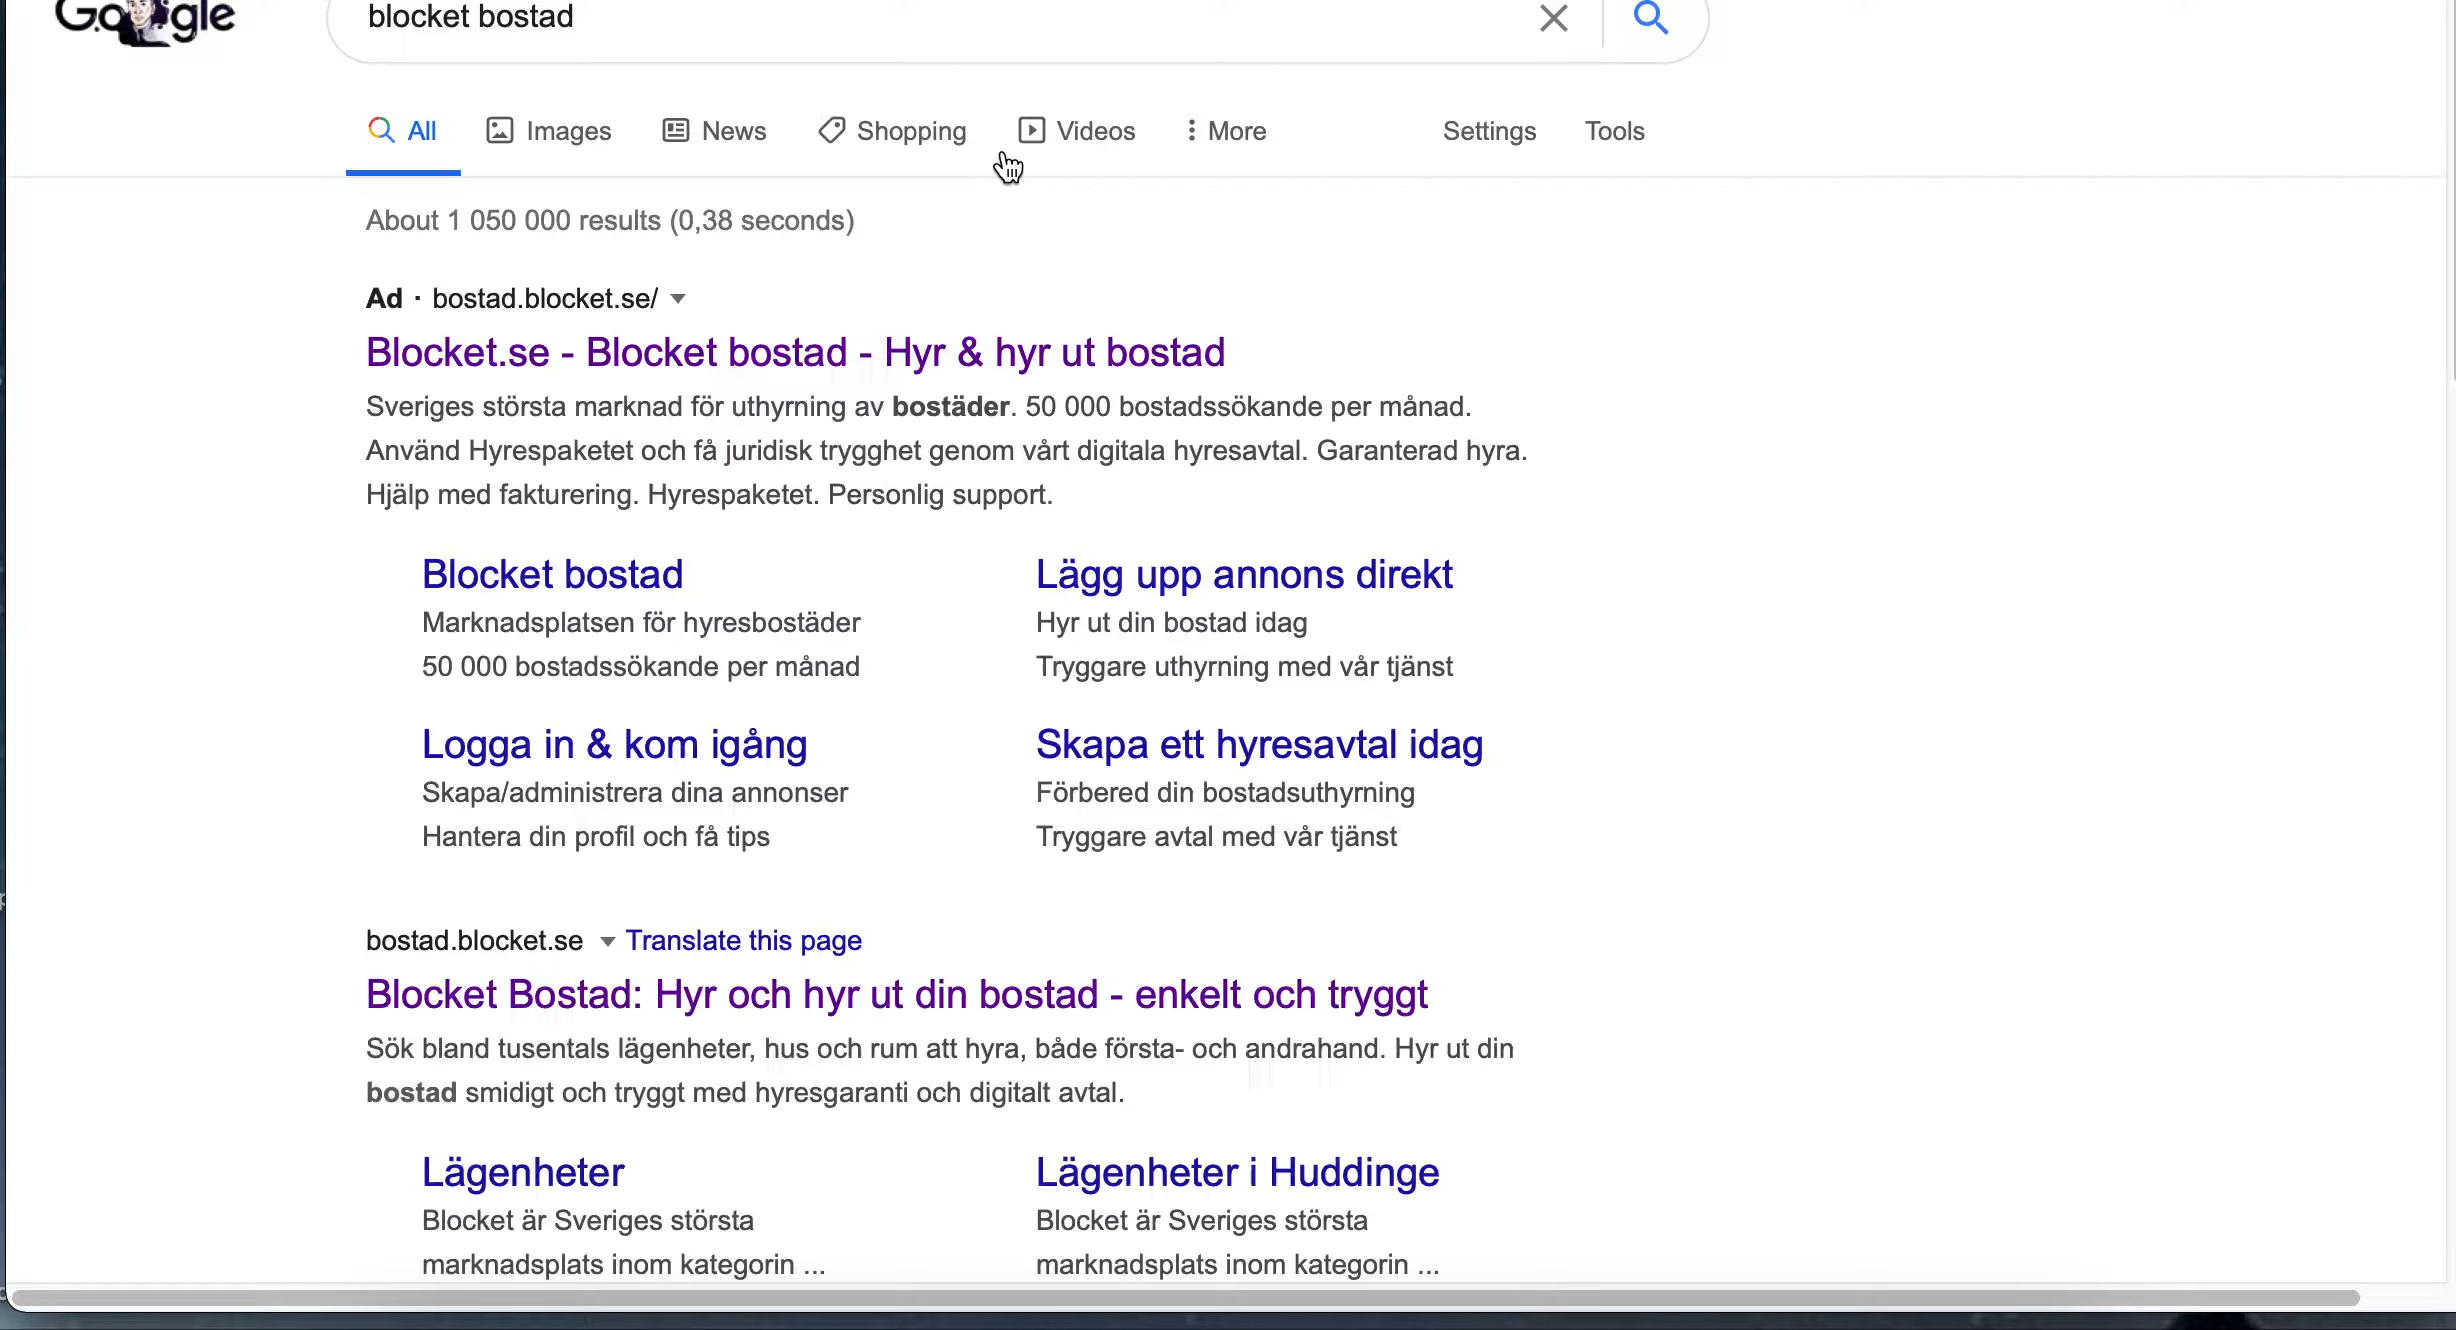 Google
blocket bostad
All Images News Shopping Videos More Settings Tools
About 1 050 000 results (0,38 seconds)
Ad · bostad.blocket.se/
Blocket.se - Blocket bostad - Hyr & hyr ut bostad
Sveriges största marknad för uthyrning av bostäder. 50 000 bostadssökande per månad.
Använd Hyrespaketet och få juridisk trygghet genom vårt digitala hyresavtal. Garanterad hyra.
Hjälp med fakturering. Hyrespaketet. Personlig support.
Blocket bostad
Marknadsplatsen för hyresbostäder
50 000 bostadssökande per månad
Lägg upp annons direkt
Hyr ut din bostad idag
Tryggare uthyrning med vår tjänst
Logga in & kom igång
Skapa/administrera dina annonser
Hantera din profil och få tips
Skapa ett hyresavtal idag
Förbered din bostadsuthyrning
Tryggare avtal med vår tjänst
bostad.blocket.se Translate this page
Blocket Bostad: Hyr och hyr ut din bostad - enkelt och tryggt
Sök bland tusentals lägenheter, hus och rum att hyra, både första- och andrahand. Hyr ut din
bostad smidigt och tryggt med hyresgaranti och digitalt avtal.
Lägenheter
Blocket är Sveriges största
marknadsplats inom kategorin ...
Lägenheter i Huddinge
Blocket är Sveriges största
marknadsplats inom kategorin ...